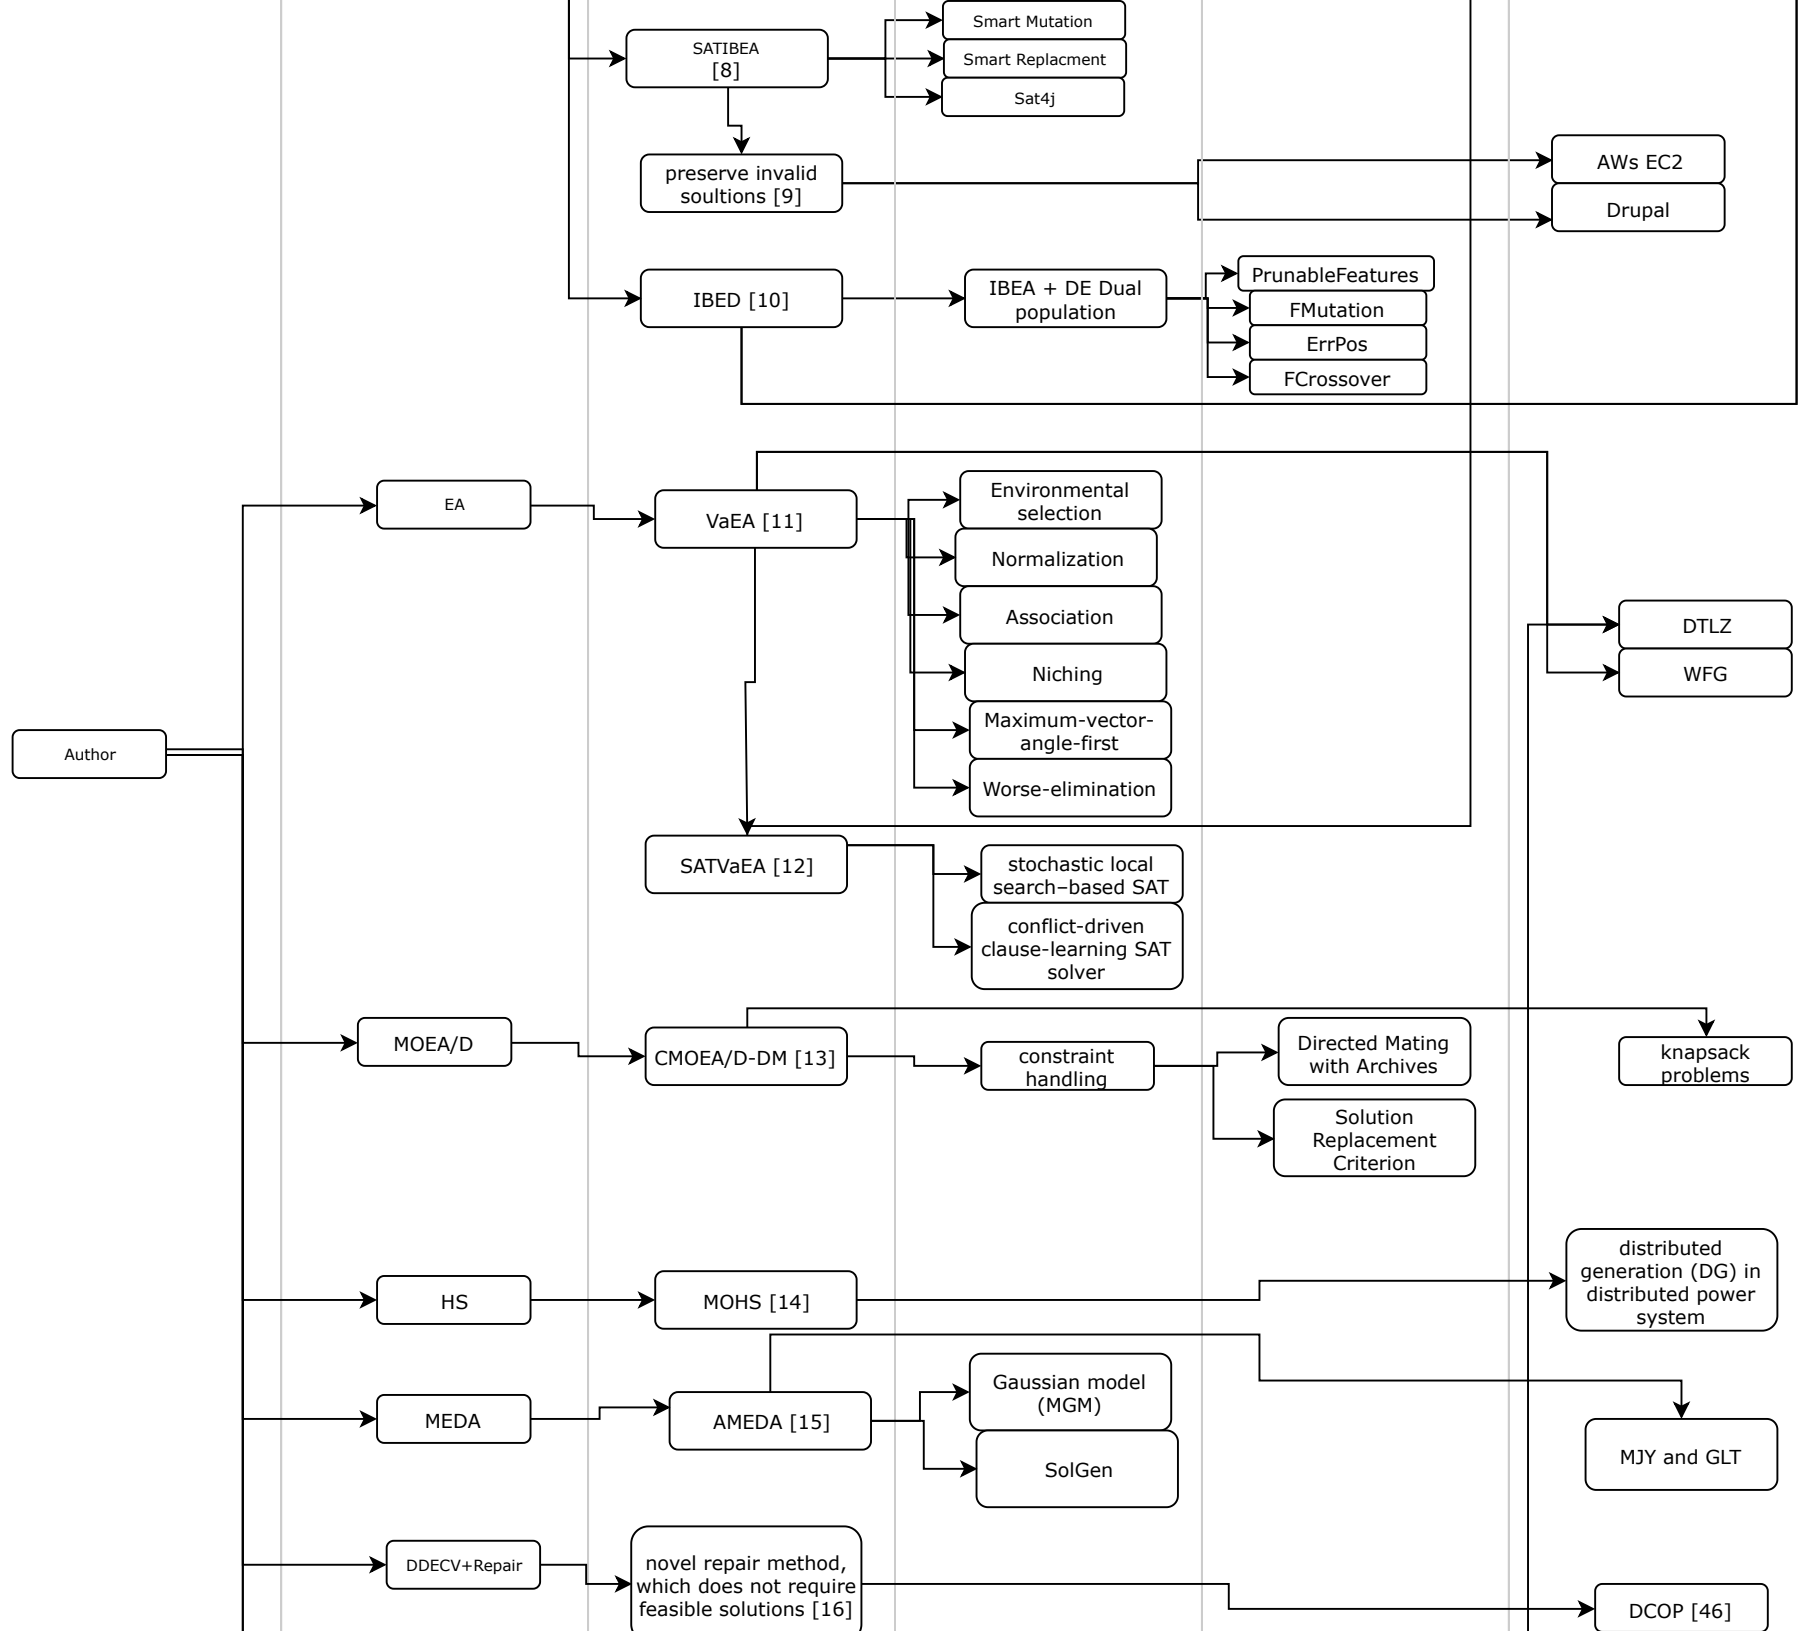 Smart Mutation
SATIBEA
[8]
Smart Replacment
Sat4j
preserve invalid
soultions [9]
AWs EC2
Drupal
IBED [10]
IBEA + DE Dual
population
PrunableFeatures
FMutation
ErrPos
FCrossover
EA
VaEA [11]
Environmental
selection
Normalization
Association
Niching
Maximum-vector-
angle-first
Worse-elimination
DTLZ
WFG
Author
SATVaEA [12]
stochastic local
search–based SAT
conflict-driven
clause-learning SAT
solver
MOEA/D
CMOEA/D-DM [13]
constraint
handling
Directed Mating
with Archives
Solution
Replacement
Criterion
knapsack
problems
HS
MOHS [14]
distributed
generation (DG) in
distributed power
system
MEDA
AMEDA [15]
Gaussian model
(MGM)
SolGen
MJY and GLT
DDECV+Repair
novel repair method,
which does not require
feasible solutions [16]
DCOP [46]